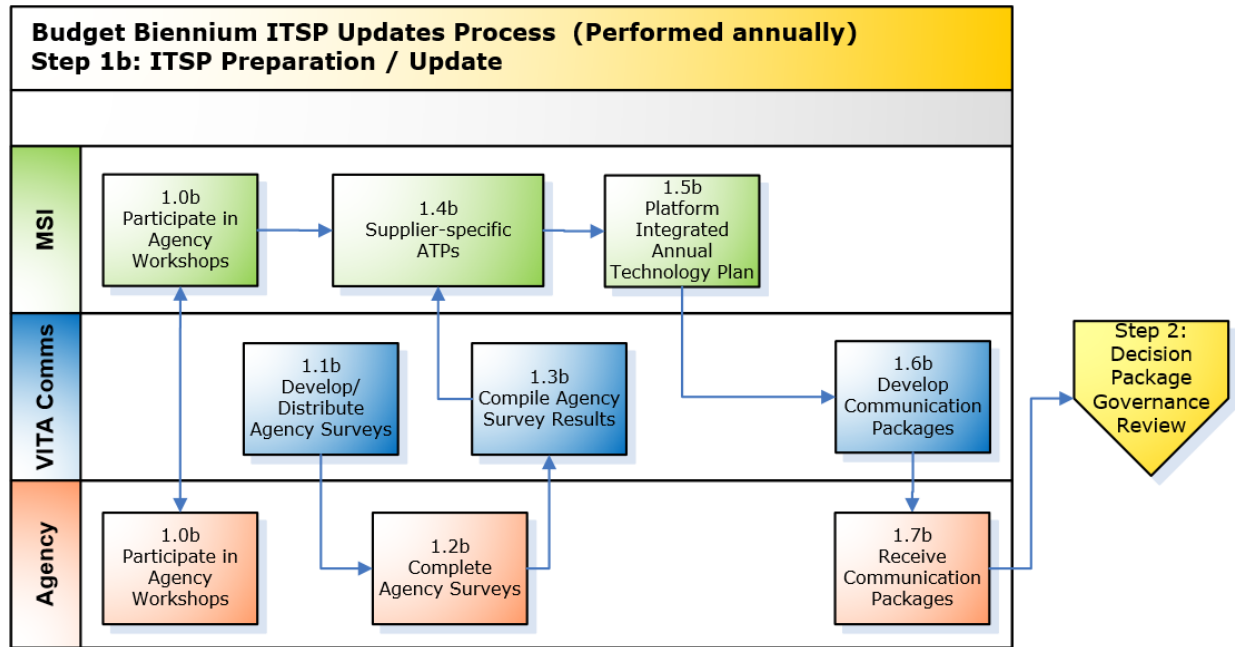 Budget Biennium ITSP Updates Process  (Performed annually)
Step 1b: ITSP Preparation / Update
MSI
1.0b
Participate in
Agency
Workshops
1.4b
Supplier-specific
ATPs
1.5b
Platform
Integrated
Annual
Technology Plan
VITA Comms
1.1b
Develop/
Distribute
Agency Surveys
1.3b
Compile Agency
Survey Results
1.6b
Develop
Communication
Packages
Step 2:
Decision
Package
Governance
Review
Agency
1.0b
Participate in
Agency
Workshops
1.2b
Complete
Agency Surveys
1.7b
Receive
Communication
Packages